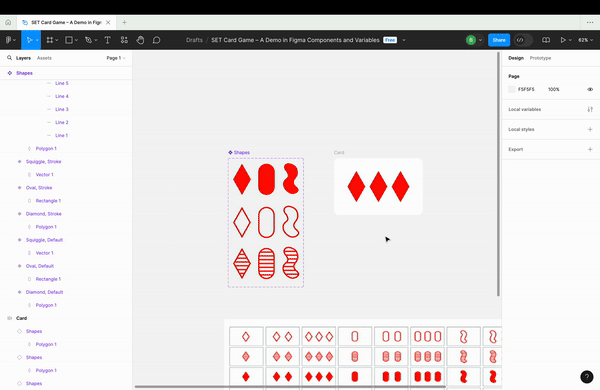 SET Card Game – A Demo in Figm
Drafts / SET Card Game – A Demo in Figma Components and Variables Free
Share
62%
Layers Assets Page 1
Design Prototype
Shapes
Page
Line 5
F5F5F5 100%
Line 4
Line 3
Local variables
Line 2
Local styles
Line 1
Polygon 1
Export
Shapes
Card
Squiggle, Stroke
Vector 1
Oval, Stroke
Rectangle 1
Diamond, Stroke
Polygon 1
Squiggle, Default
Vector 1
Oval, Default
Rectangle 1
Diamond, Default
Polygon 1
Card
Shapes
Polygon 1
Shapes
Polygon 1
Shapes
?